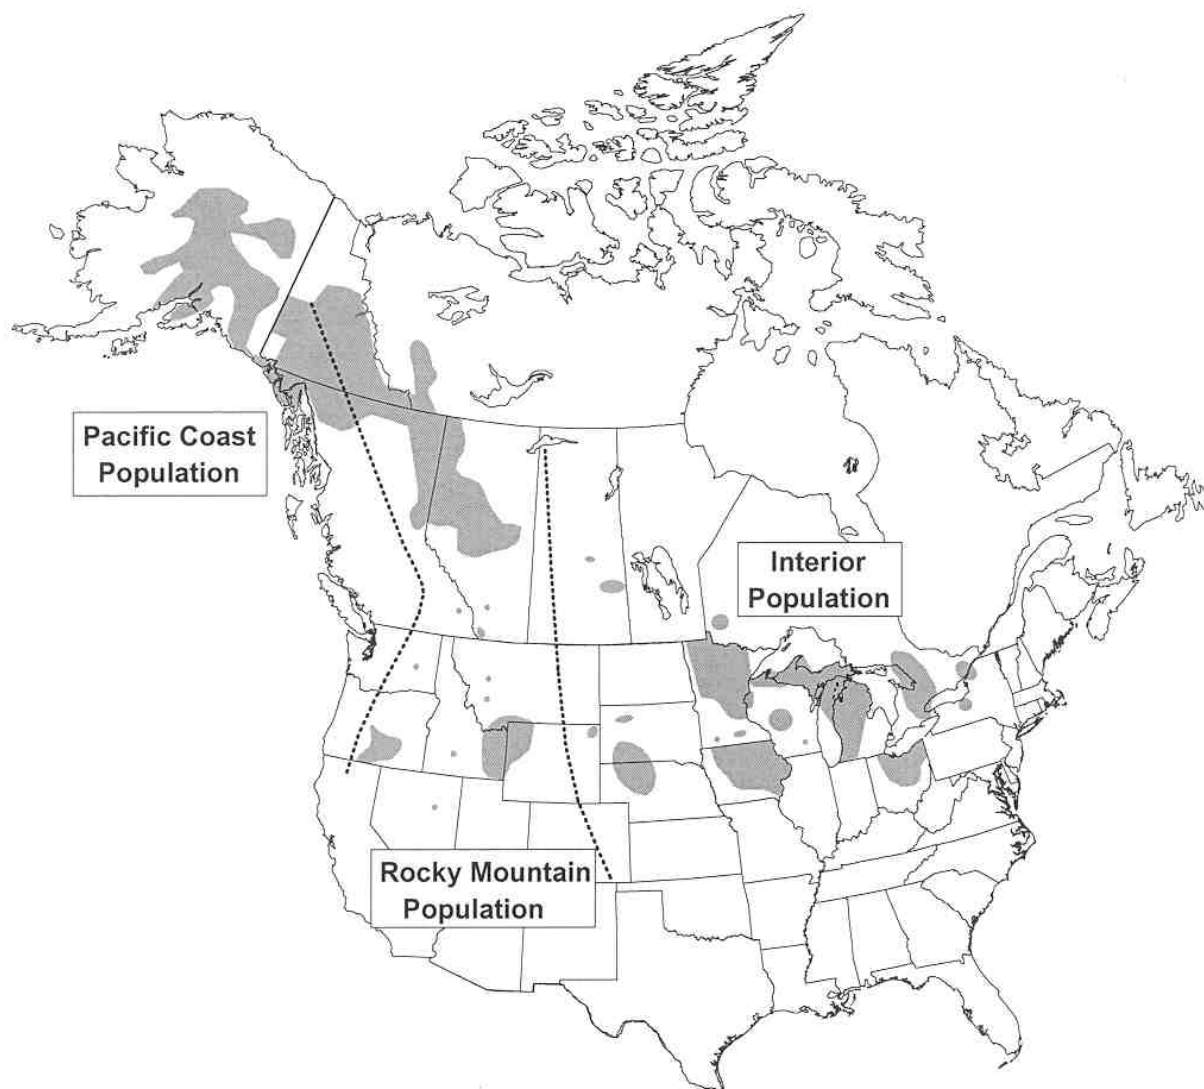 Pacific Coast
Population
Interior
Population
Rocky Mountain
Population